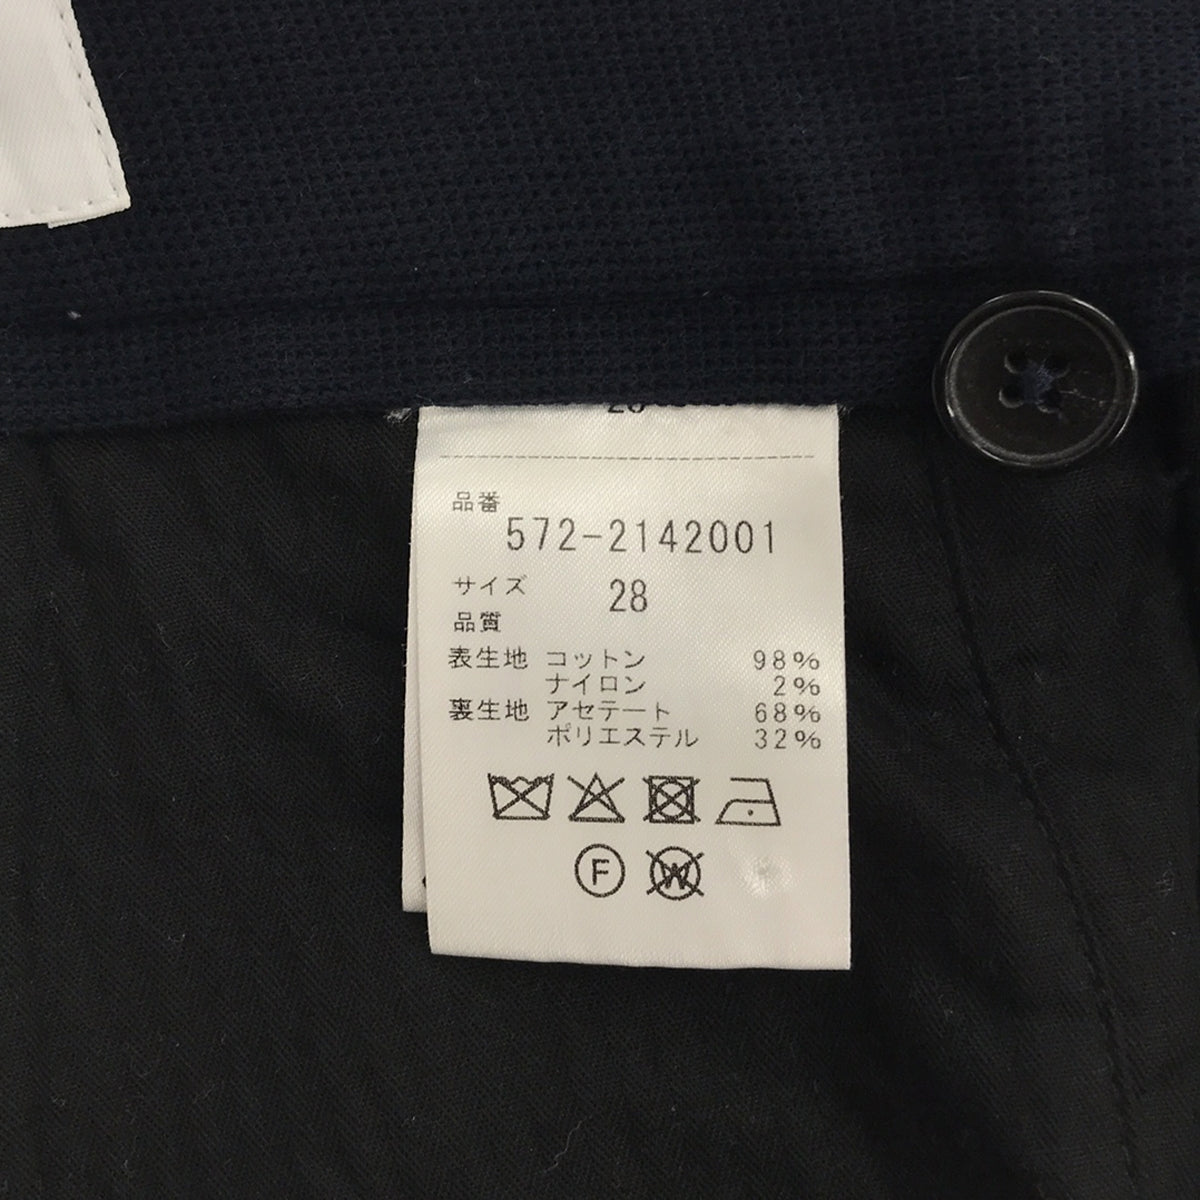 品番
572-2142001
サイズ 28
品質
表生地 コットン 98%
ナイロン 2%
裏生地 アセテート 68%
ポリエステル 32%
F
W